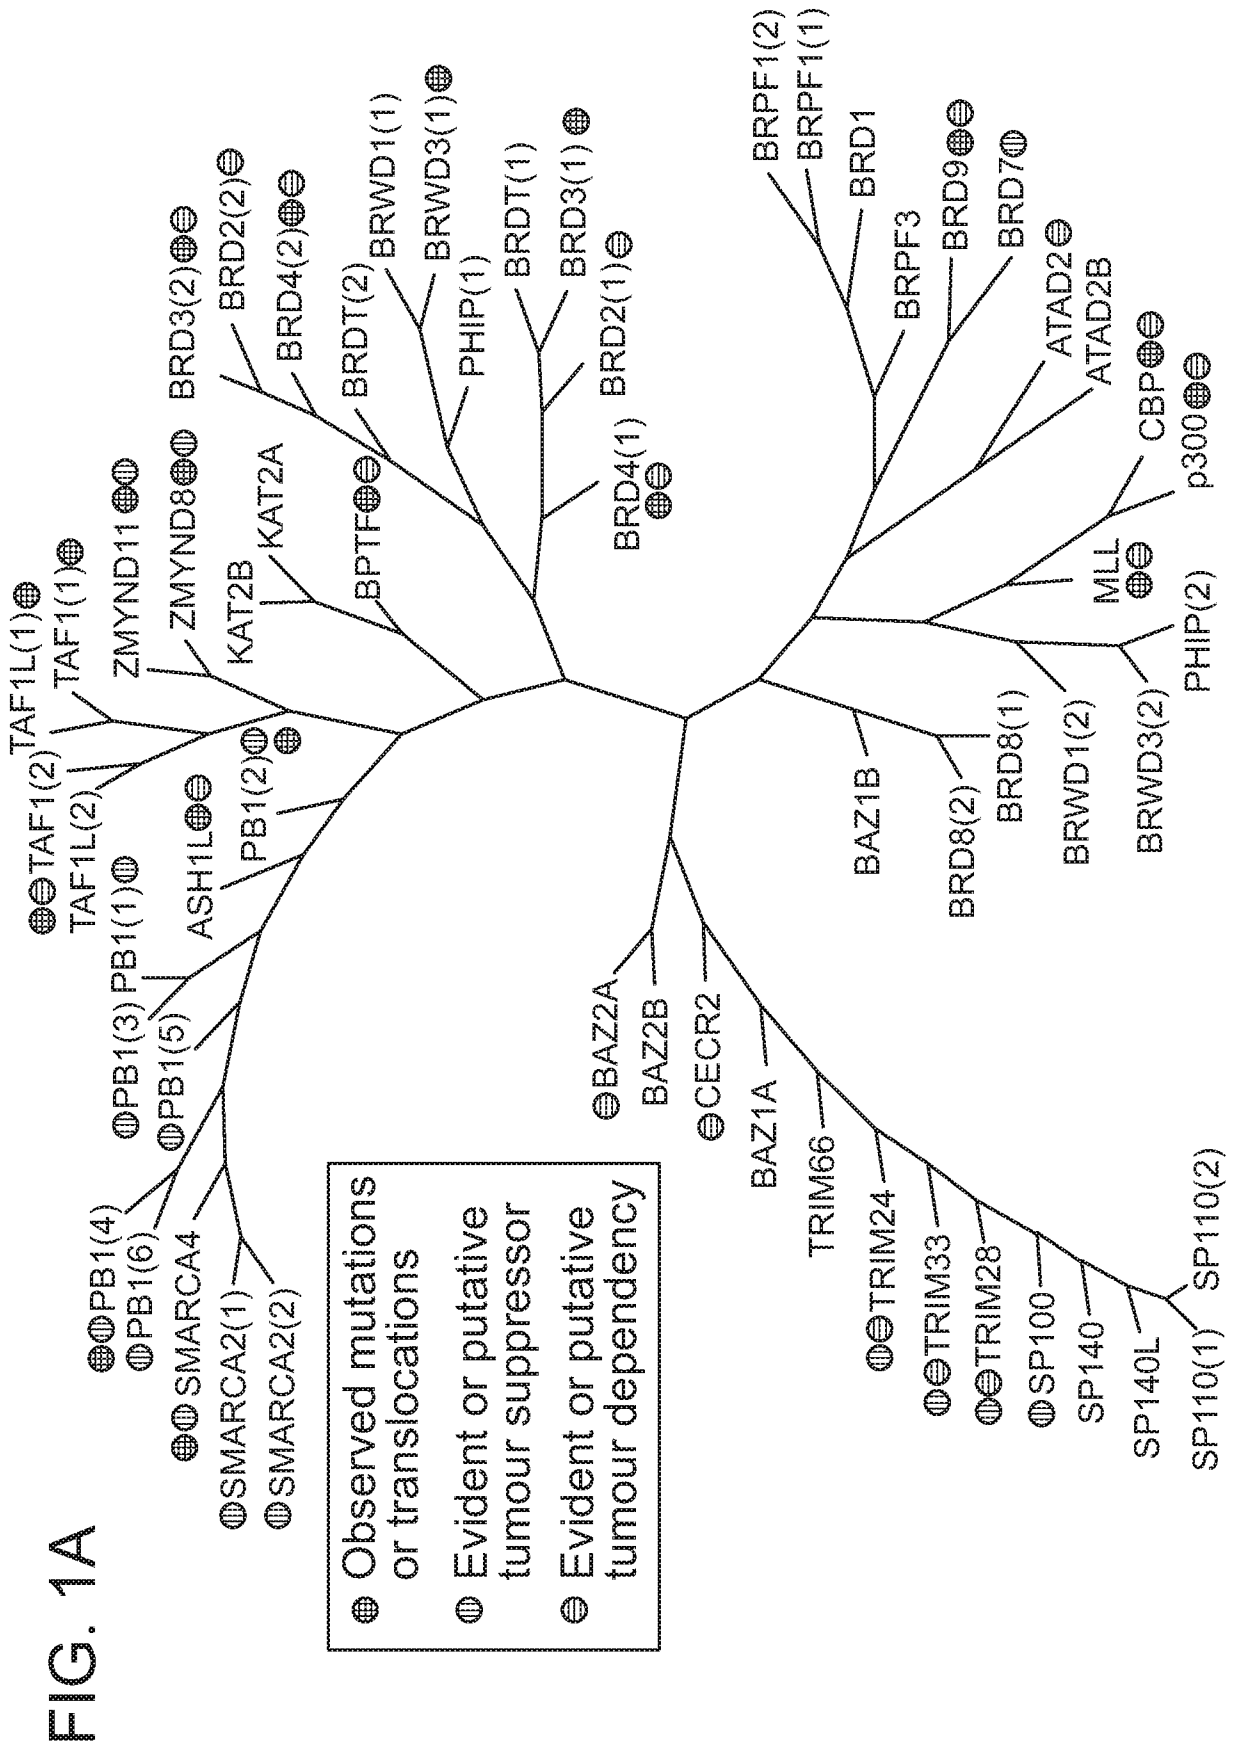 FIG. 1A
PB1(4)
PB1(6)
SMARCA4
SMARCA2(1)
SMARCA2(2)
PB1(3)
PB1(5)
PB1(1)
ASH1L
PB1(2)
TAF1(2)
TAF1L(2)
TAF1L(1)
TAF1(1)
ZMYND11
ZMYND8
KAT2B
KAT2A
BPTF
BRD3(2)
BRD2(2)
BRD4(2)
BRDT(2)
BRWD1(1)
BRWD3(1)
PHIP(1)
BRDT(1)
BRD3(1)
BRD2(1)
BRD4(1)
BRPF1(2)
BRPF1(1)
BRD1
BRPF3
BRD9
BRD7
ATAD2
ATAD2B
CBP
p300
MLL
PHIP(2)
BRWD3(2)
BRWD1(2)
BRD8(1)
BRD8(2)
BAZ1B
BAZ2A
BAZ2B
CECR2
BAZ1A
TRIM66
TRIM24
TRIM33
TRIM28
SP100
SP140
SP140L
SP110(1)
SP110(2)
Observed mutations
or translocations
Evident or putative
tumour suppressor
Evident or putative
tumour dependency